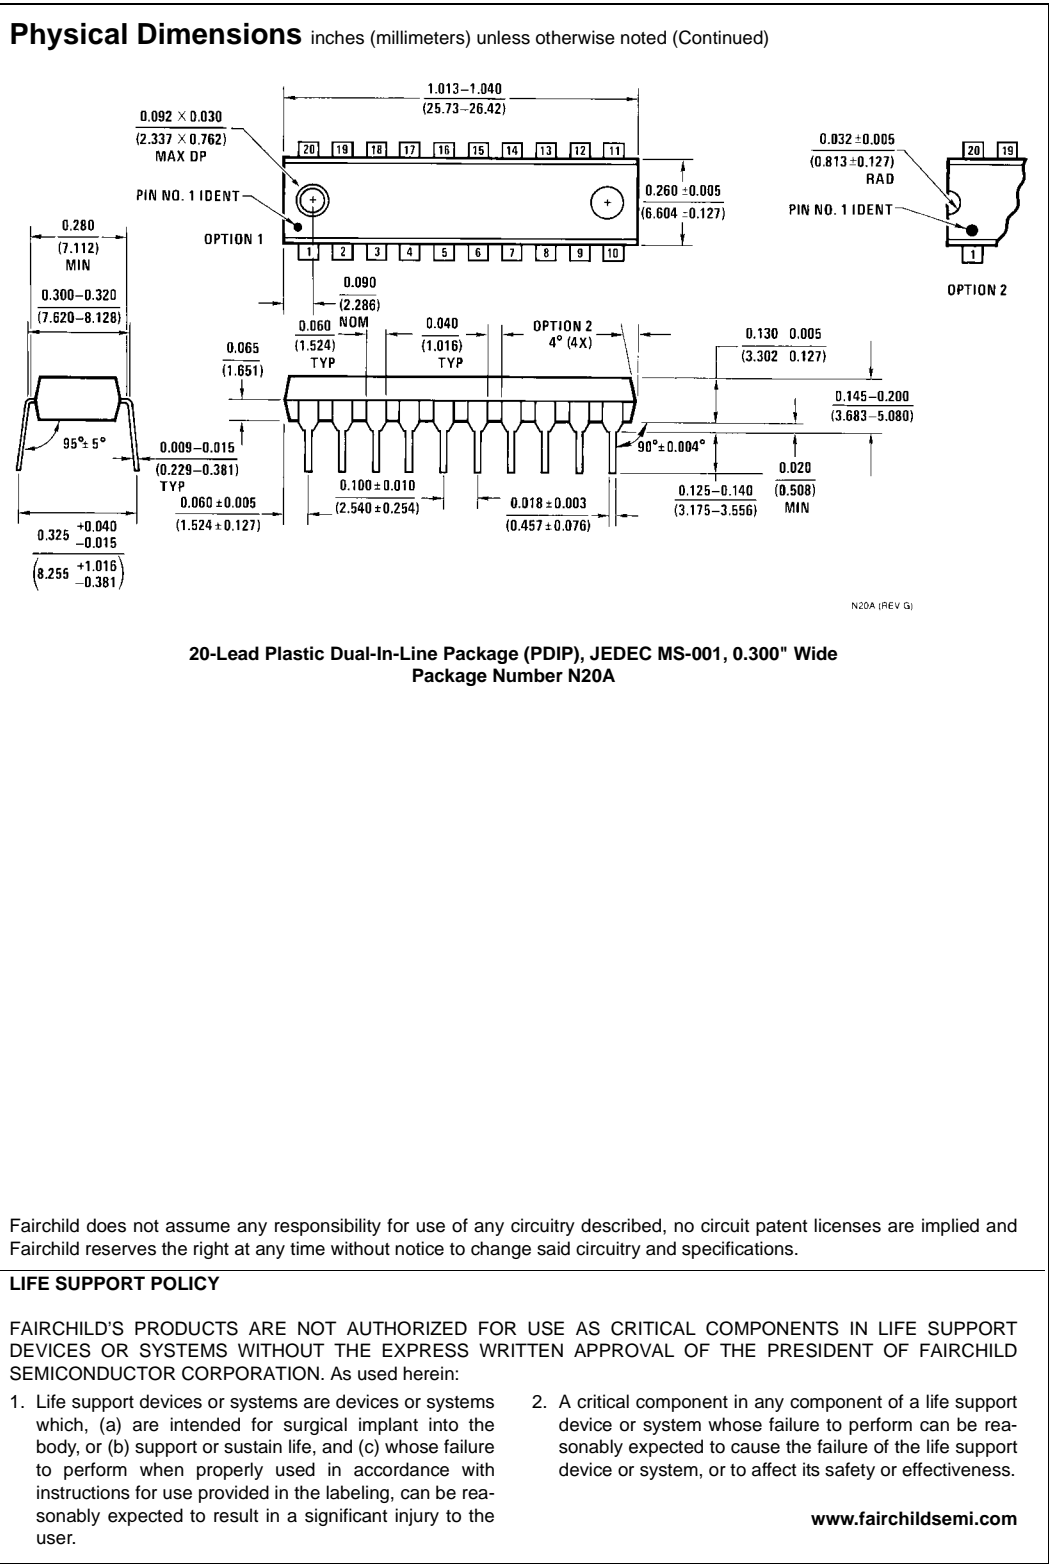 Physical Dimensions inches (millimeters) unless otherwise noted (Continued)
1.013–1.040
(25.73–26.42)
0.092 × 0.030
(2.337 × 0.762)
MAX DP
20 19 18 17 16 15 14 13 12 11
PIN NO. 1 IDENT
OPTION 1
1 2 3 4 5 6 7 8 9 10
0.260 ±0.005
(6.604 ±0.127)
0.032 ±0.005
(0.813 ±0.127)
RAD
20 19
PIN NO. 1 IDENT
1
OPTION 2
0.280
(7.112)
MIN
0.300–0.320
(7.620–8.128)
0.090
(2.286)
NOM
0.060
(1.524)
TYP
0.040
(1.016)
TYP
OPTION 2
4° (4X)
0.065
(1.651)
0.130 0.005
(3.302 0.127)
0.145–0.200
(3.683–5.080)
95°± 5°
0.009–0.015
(0.229–0.381)
TYP
90°±0.004°
0.020
(0.508)
MIN
0.125–0.140
(3.175–3.556)
0.100 ±0.010
(2.540 ±0.254)
0.018 ±0.003
(0.457 ±0.076)
0.060 ±0.005
(1.524 ±0.127)
0.325 +0.040 –0.015
(8.255 +1.016 –0.381)
N20A (REV G)
20-Lead Plastic Dual-In-Line Package (PDIP), JEDEC MS-001, 0.300" Wide
Package Number N20A
Fairchild does not assume any responsibility for use of any circuitry described, no circuit patent licenses are implied and
Fairchild reserves the right at any time without notice to change said circuitry and specifications.
LIFE SUPPORT POLICY
FAIRCHILD'S PRODUCTS ARE NOT AUTHORIZED FOR USE AS CRITICAL COMPONENTS IN LIFE SUPPORT
DEVICES OR SYSTEMS WITHOUT THE EXPRESS WRITTEN APPROVAL OF THE PRESIDENT OF FAIRCHILD
SEMICONDUCTOR CORPORATION. As used herein:
1. Life support devices or systems are devices or systems
which, (a) are intended for surgical implant into the
body, or (b) support or sustain life, and (c) whose failure
to perform when properly used in accordance with
instructions for use provided in the labeling, can be rea-
sonably expected to result in a significant injury to the
user.
2. A critical component in any component of a life support
device or system whose failure to perform can be rea-
sonably expected to cause the failure of the life support
device or system, or to affect its safety or effectiveness.
www.fairchildsemi.com